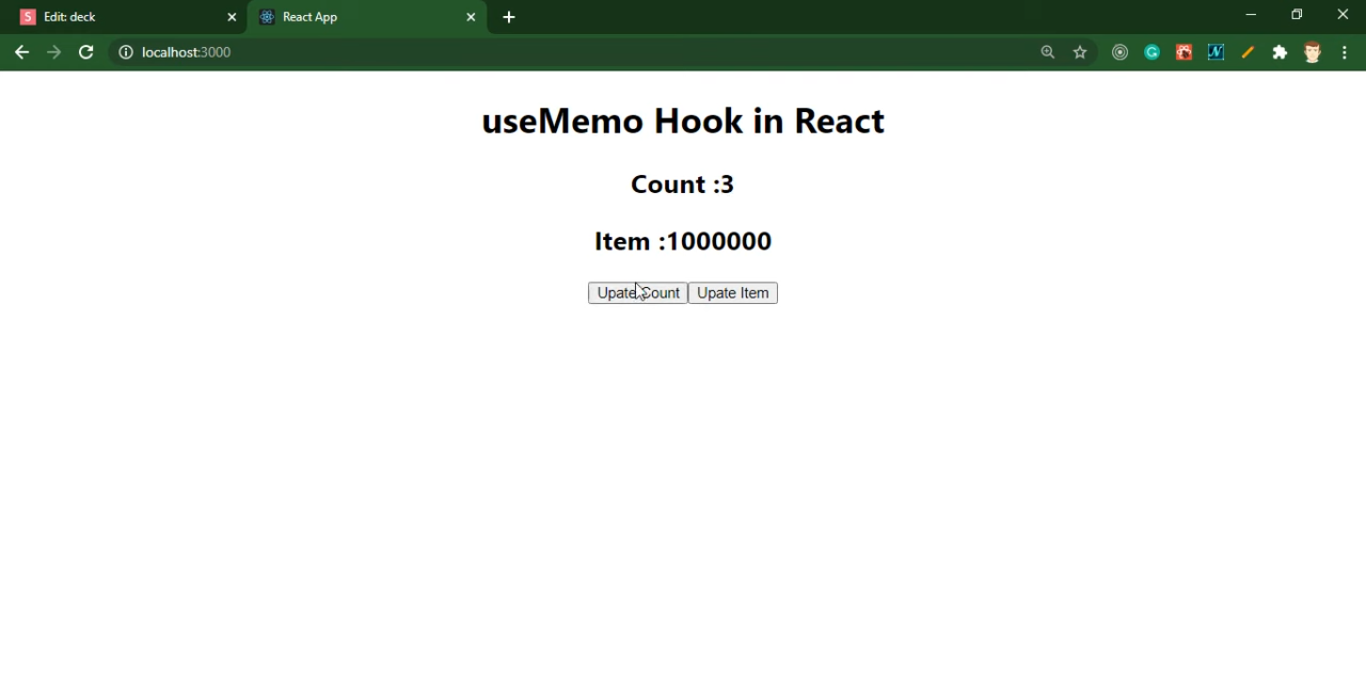 S Edit: deck
React App
localhost:3000
useMemo Hook in React
Count :3
Item :1000000
Upate Count Upate Item